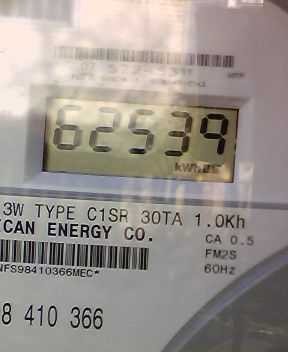 62539
kWh
3W TYPE C1SR 30TA 1.0Kh
CAN ENERGY CO.
CA 0.5
FM2S
60Hz
NFS98410366MEC*
8 410 366